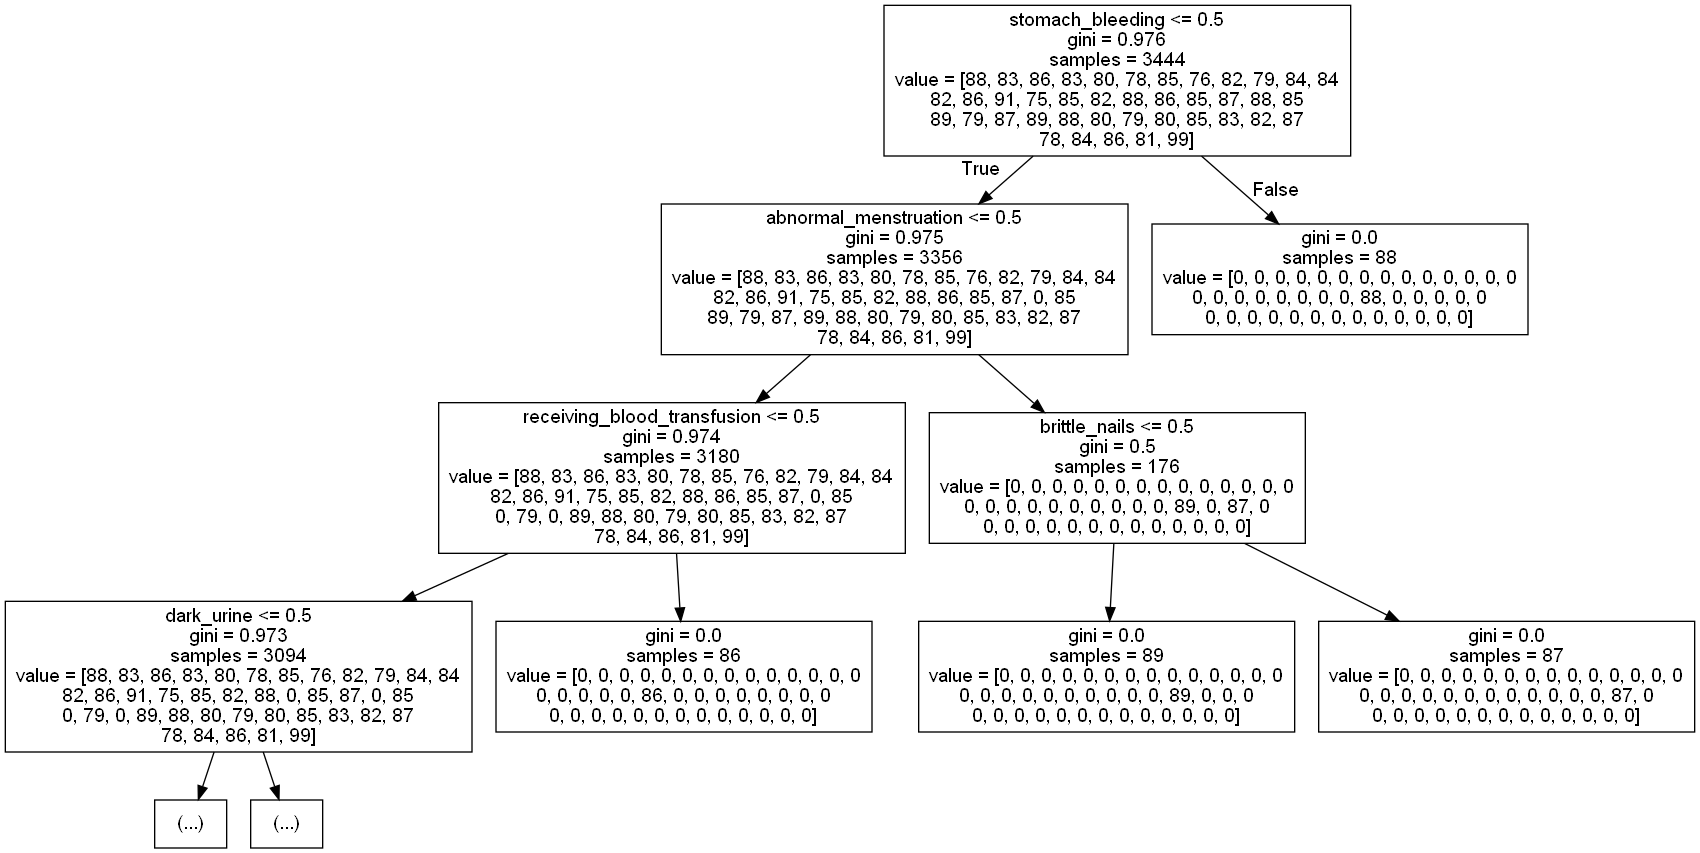 stomach_bleeding <= 0.5
gini = 0.976
samples = 3444
value = [88, 83, 86, 83, 80, 78, 85, 76, 82, 79, 84, 84
82, 86, 91, 75, 85, 82, 88, 86, 85, 87, 88, 85
89, 79, 87, 89, 88, 80, 79, 80, 85, 83, 82, 87
78, 84, 86, 81, 99]
True
False
abnormal_menstruation <= 0.5
gini = 0.975
samples = 3356
value = [88, 83, 86, 83, 80, 78, 85, 76, 82, 79, 84, 84
82, 86, 91, 75, 85, 82, 88, 86, 85, 87, 0, 85
89, 79, 87, 89, 88, 80, 79, 80, 85, 83, 82, 87
78, 84, 86, 81, 99]
gini = 0.0
samples = 88
value = [0, 0, 0, 0, 0, 0, 0, 0, 0, 0, 0, 0, 0, 0
0, 0, 0, 0, 0, 0, 0, 0, 88, 0, 0, 0, 0, 0
0, 0, 0, 0, 0, 0, 0, 0, 0, 0, 0, 0, 0]
receiving_blood_transfusion <= 0.5
gini = 0.974
samples = 3180
value = [88, 83, 86, 83, 80, 78, 85, 76, 82, 79, 84, 84
82, 86, 91, 75, 85, 82, 88, 86, 85, 87, 0, 85
0, 79, 0, 89, 88, 80, 79, 80, 85, 83, 82, 87
78, 84, 86, 81, 99]
brittle_nails <= 0.5
gini = 0.5
samples = 176
value = [0, 0, 0, 0, 0, 0, 0, 0, 0, 0, 0, 0, 0, 0
0, 0, 0, 0, 0, 0, 0, 0, 0, 0, 89, 0, 87, 0
0, 0, 0, 0, 0, 0, 0, 0, 0, 0, 0, 0, 0]
dark_urine <= 0.5
gini = 0.973
samples = 3094
value = [88, 83, 86, 83, 80, 78, 85, 76, 82, 79, 84, 84
82, 86, 91, 75, 85, 82, 88, 0, 85, 87, 0, 85
0, 79, 0, 89, 88, 80, 79, 80, 85, 83, 82, 87
78, 84, 86, 81, 99]
gini = 0.0
samples = 86
value = [0, 0, 0, 0, 0, 0, 0, 0, 0, 0, 0, 0, 0, 0
0, 0, 0, 0, 0, 86, 0, 0, 0, 0, 0, 0, 0, 0
0, 0, 0, 0, 0, 0, 0, 0, 0, 0, 0, 0, 0]
gini = 0.0
samples = 89
value = [0, 0, 0, 0, 0, 0, 0, 0, 0, 0, 0, 0, 0, 0
0, 0, 0, 0, 0, 0, 0, 0, 0, 0, 89, 0, 0, 0
0, 0, 0, 0, 0, 0, 0, 0, 0, 0, 0, 0, 0]
gini = 0.0
samples = 87
value = [0, 0, 0, 0, 0, 0, 0, 0, 0, 0, 0, 0, 0, 0
0, 0, 0, 0, 0, 0, 0, 0, 0, 0, 0, 0, 87, 0
0, 0, 0, 0, 0, 0, 0, 0, 0, 0, 0, 0, 0]
(...)
(...)